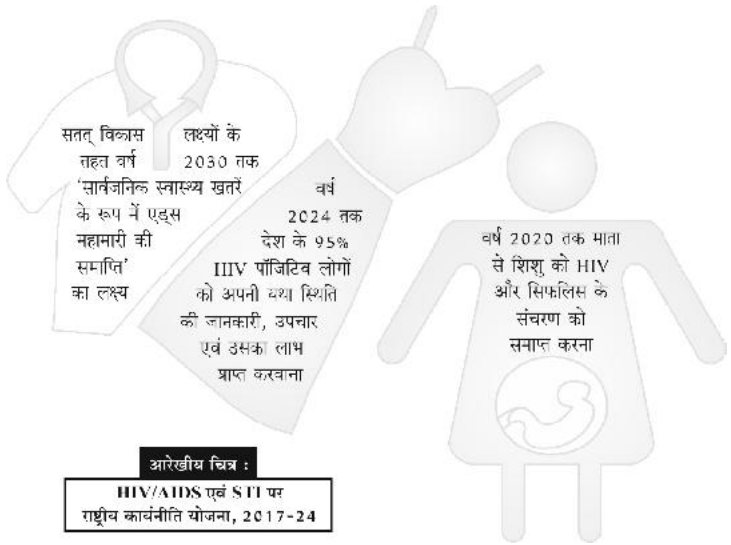 सतत् विकास लक्ष्यों के
तहत वर्ष 2030 तक
'सार्वजनिक स्वास्थ्य खतरें
के रूप में एड्स
महामारी की
समाप्ति'
का लक्ष्य
वर्ष
2024 तक
देश के 95%
HIV पॉजिटिव लोगों
को अपनी यथा स्थिति
की जानकारी, उपचार
एवं उसका लाभ
प्राप्त करवाना
वर्ष 2020 तक माता
से शिशु को HIV
और सिफलिस के
संचरण को
समाप्त करना
आरेखीय चित्र :
HIV/AIDS एवं STI पर
राष्ट्रीय कार्यनीति योजना, 2017-24